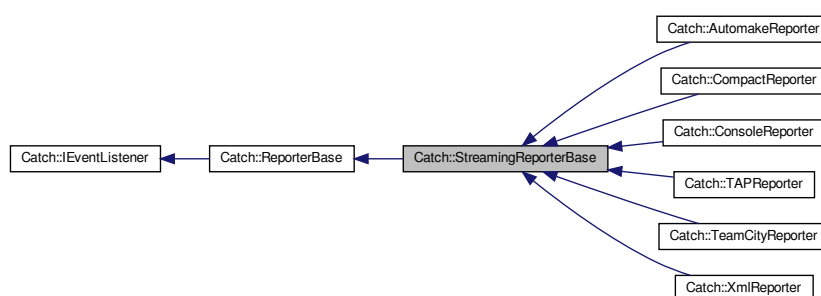 Catch::AutomakeReporter
Catch::CompactReporter
Catch::ConsoleReporter
Catch::IEventListener
Catch::ReporterBase
Catch::StreamingReporterBase
Catch::TAPReporter
Catch::TeamCityReporter
Catch::XmlReporter